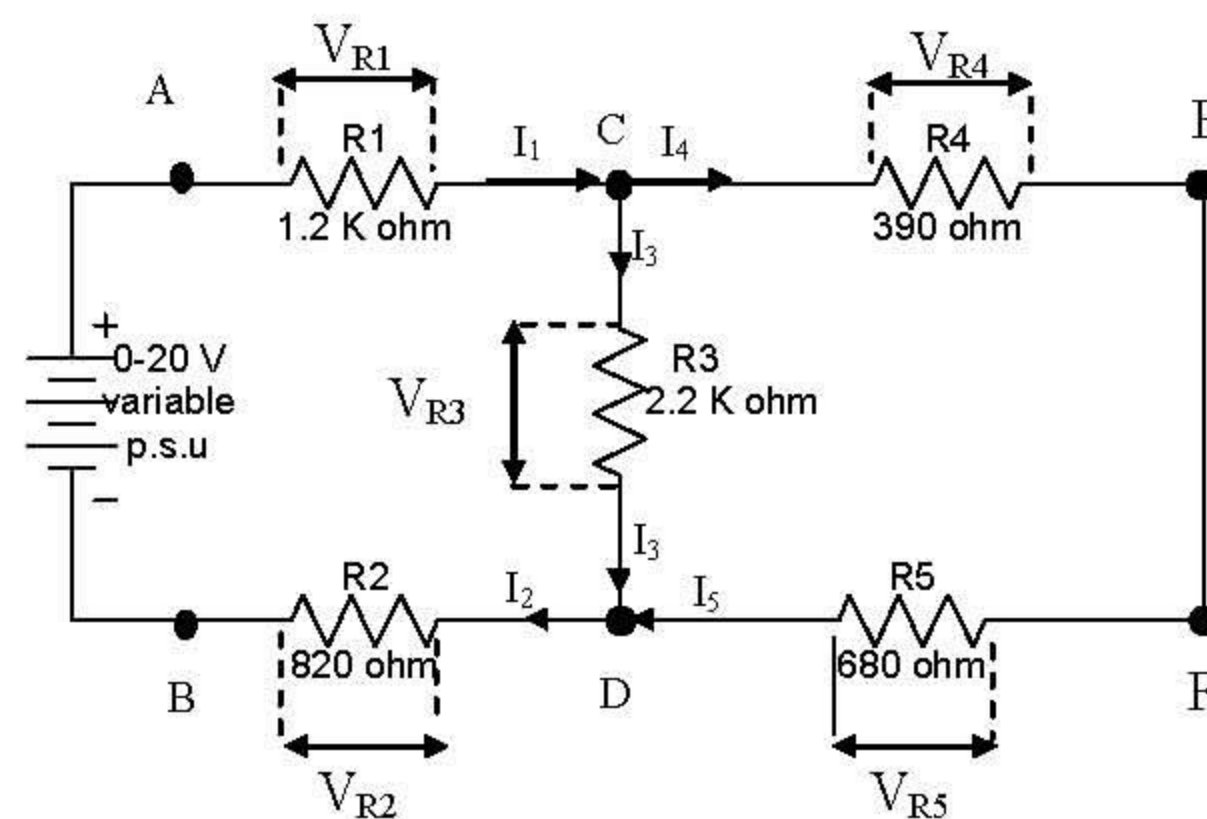 V_R1
V_R4
A
R1
I_1
C
I_4
R4
1.2 K ohm
390 ohm
I_3
+
0-20 V
variable
p.s.u
−
V_R3
R3
2.2 K ohm
I_3
R2
I_2
I_5
R5
820 ohm
680 ohm
B
D
V_R2
V_R5